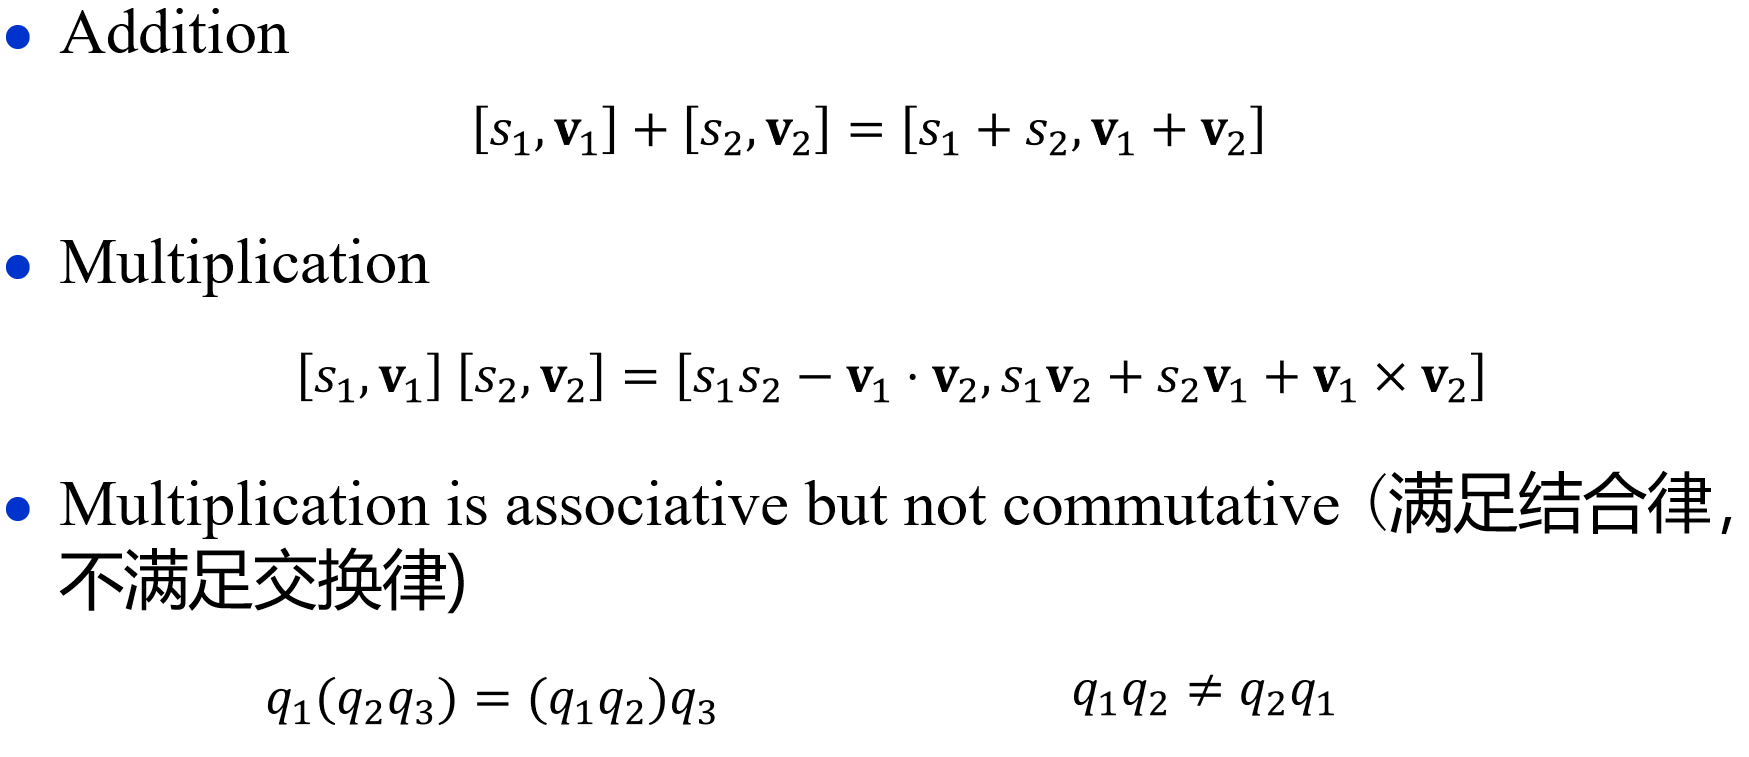 • Addition
[s₁, v₁] + [s₂, v₂] = [s₁ + s₂, v₁ + v₂]
• Multiplication
[s₁, v₁] [s₂, v₂] = [s₁s₂ − v₁ · v₂, s₁v₂ + s₂v₁ + v₁ × v₂]
• Multiplication is associative but not commutative（满足结合律,
不满足交换律)
q₁(q₂q₃) = (q₁q₂)q₃ q₁q₂ ≠ q₂q₁